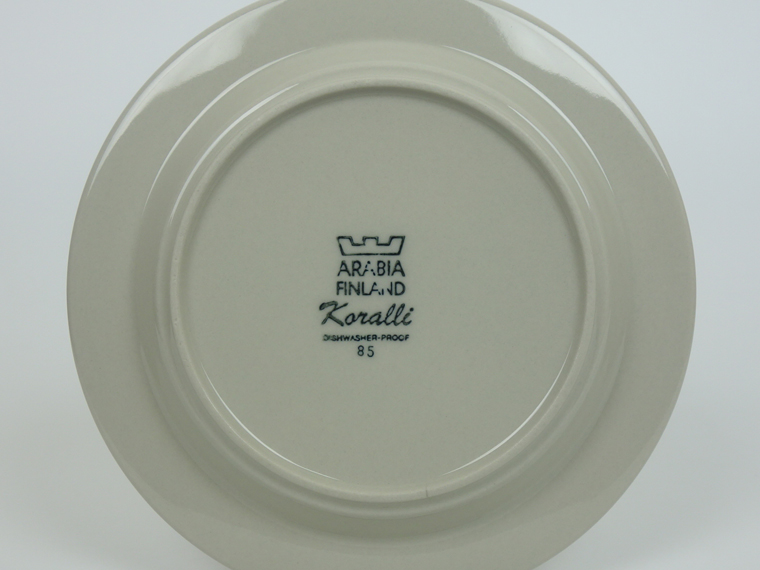 ARABIA
FINLAND
Koralli
DISHWASHER-PROOF
85